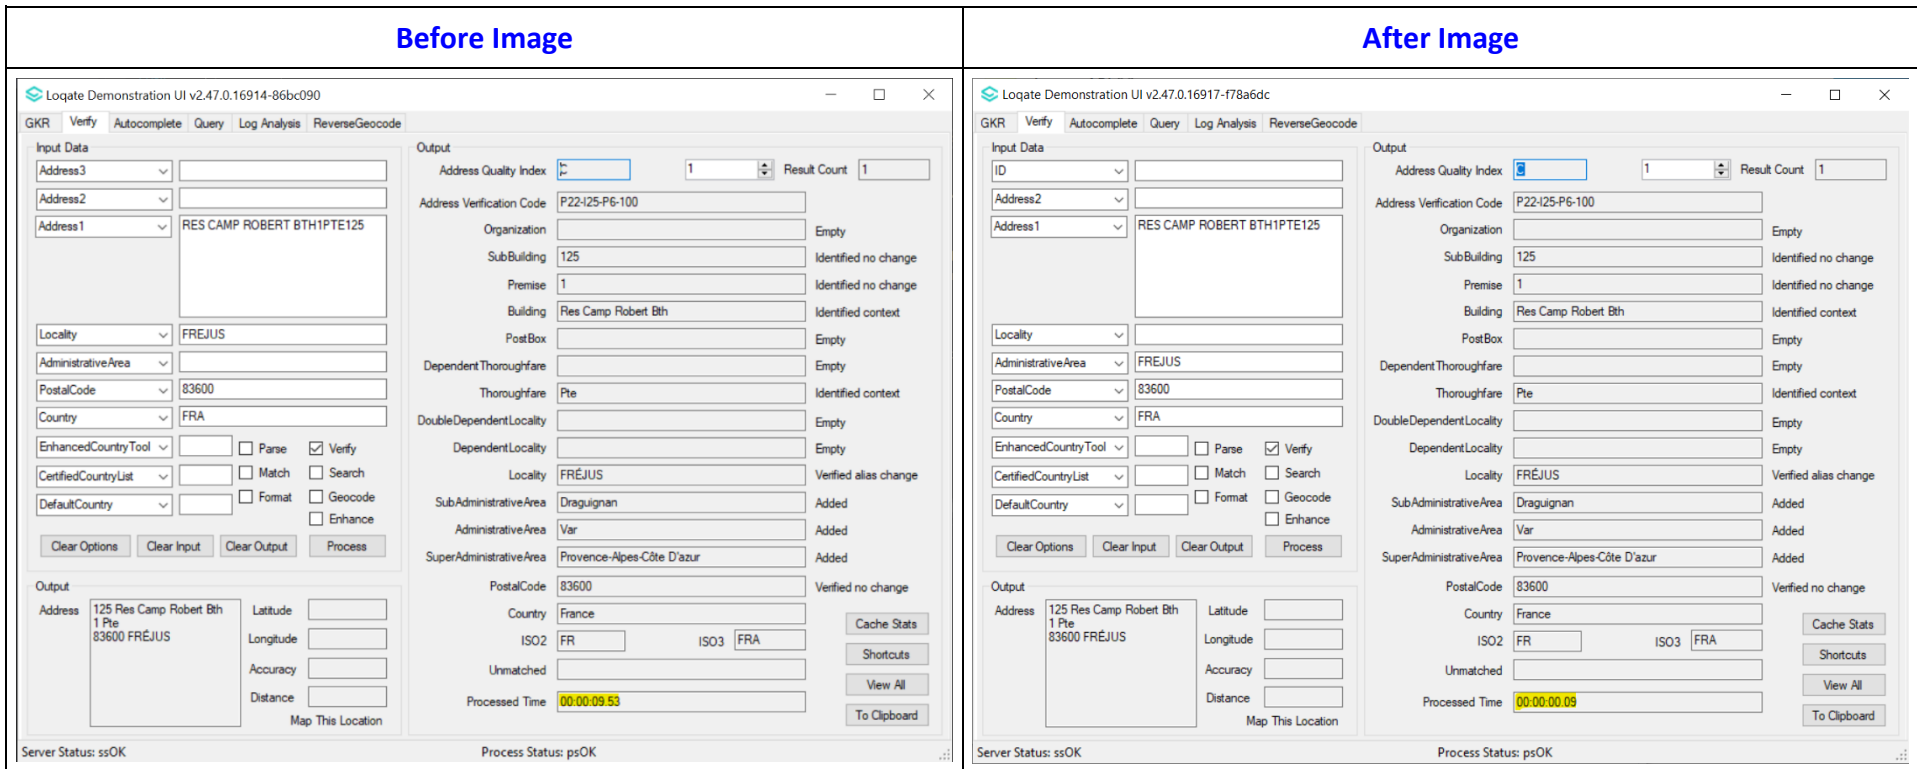 Before Image
Loqate Demonstration UI v2.47.0.16914-86bc090
GKR Verify Autocomplete Query Log Analysis ReverseGeocode
Input Data
Address3
Address2
Address1 RES CAMP ROBERT BTH1PTE125
Locality FREJUS
AdministrativeArea
PostalCode 83600
Country FRA
EnhancedCountryTool Parse Verify
CertifiedCountryList Match Search
DefaultCountry Format Geocode
Enhance
Clear Options Clear Input Clear Output Process
Output
Address 125 Res Camp Robert Bth
1 Pte
83600 FRÉJUS
Latitude
Longitude
Accuracy
Distance
Map This Location
Output
Address Quality Index 1 Result Count 1
Address Verification Code P22-I25-P6-100
Organization Empty
SubBuilding 125 Identified no change
Premise 1 Identified no change
Building Res Camp Robert Bth Identified context
PostBox Empty
DependentThoroughfare Empty
Thoroughfare Pte Identified context
DoubleDependentLocality Empty
DependentLocality Empty
Locality FRÉJUS Verified alias change
SubAdministrativeArea Draguignan Added
AdministrativeArea Var Added
SuperAdministrativeArea Provence-Alpes-Côte D'azur Added
PostalCode 83600 Verified no change
Country France
ISO2 FR ISO3 FRA
Unmatched
Processed Time 00:00:09.53
Cache Stats
Shortcuts
View All
To Clipboard
Server Status: ssOK Process Status: psOK
After Image
Loqate Demonstration UI v2.47.0.16917-f78a6dc
GKR Verify Autocomplete Query Log Analysis ReverseGeocode
Input Data
ID
Address2
Address1 RES CAMP ROBERT BTH1PTE125
Locality
AdministrativeArea FREJUS
PostalCode 83600
Country FRA
EnhancedCountryTool Parse Verify
CertifiedCountryList Match Search
DefaultCountry Format Geocode
Enhance
Clear Options Clear Input Clear Output Process
Output
Address 125 Res Camp Robert Bth
1 Pte
83600 FRÉJUS
Latitude
Longitude
Accuracy
Distance
Map This Location
Output
Address Quality Index C 1 Result Count 1
Address Verification Code P22-I25-P6-100
Organization Empty
SubBuilding 125 Identified no change
Premise 1 Identified no change
Building Res Camp Robert Bth Identified context
PostBox Empty
DependentThoroughfare Empty
Thoroughfare Pte Identified context
DoubleDependentLocality Empty
DependentLocality Empty
Locality FRÉJUS Verified alias change
SubAdministrativeArea Draguignan Added
AdministrativeArea Var Added
SuperAdministrativeArea Provence-Alpes-Côte D'azur Added
PostalCode 83600 Verified no change
Country France
ISO2 FR ISO3 FRA
Unmatched
Processed Time 00:00:00.09
Cache Stats
Shortcuts
View All
To Clipboard
Server Status: ssOK Process Status: psOK